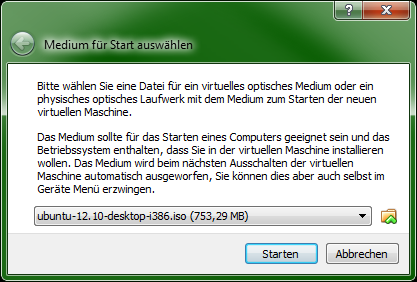 Medium für Start auswählen
Bitte wählen Sie eine Datei für ein virtuelles optisches Medium oder ein
physisches optisches Laufwerk mit dem Medium zum Starten der neuen
virtuellen Maschine.
Das Medium sollte für das Starten eines Computers geeignet sein und das
Betriebssystem enthalten, dass Sie in der virtuellen Maschine installieren
wollen. Das Medium wird beim nächsten Ausschalten der virtuellen
Maschine automatisch ausgeworfen, Sie können dies aber auch selbst im
Geräte Menü erzwingen.
ubuntu-12.10-desktop-i386.iso (753,29 MB)
Starten Abbrechen